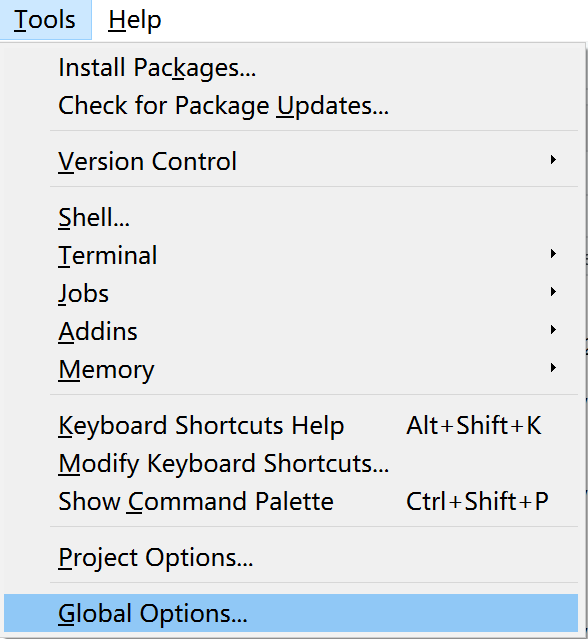 Tools Help
Install Packages...
Check for Package Updates...
Version Control
Shell...
Terminal
Jobs
Addins
Memory
Keyboard Shortcuts Help Alt+Shift+K
Modify Keyboard Shortcuts...
Show Command Palette Ctrl+Shift+P
Project Options...
Global Options...